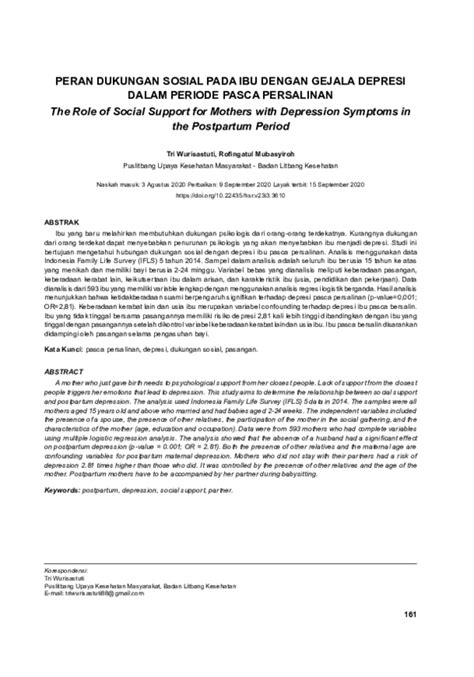 PERAN DUKUNGAN SOSIAL PADA IBU DENGAN GEJALA DEPRESI
DALAM PERIODE PASCA PERSALINAN
The Role of Social Support for Mothers with Depression Symptoms in
the Postpartum Period
Tri Wurisastuti, Rofingatul Mubasyiroh
Puslitbang Upaya Kesehatan Masyarakat - Badan Litbang Kesehatan
Naskah masuk: 3 Agustus 2020 Perbaikan: 9 September 2020 Layak terbit: 15 September 2020
https://doi.org/10.22435/hsr.v23i3.3610
ABSTRAK
Ibu yang baru melahirkan membutuhkan dukungan psikologis dari orang-orang terdekatnya. Kurangnya dukungan
dari orang terdekat dapat menyebabkan penurunan psikologis yang akan menyebabkan ibu menjadi depresi. Studi ini
bertujuan mengetahui hubungan dukungan sosial dengan depresi ibu pasca persalinan. Analisis menggunakan data
Indonesia Family Life Survey (IFLS) 5 tahun 2014. Sampel dalam analisis adalah seluruh ibu berusia 15 tahun ke atas
yang menikah dan memiliki bayi berusia 2-24 minggu. Variabel bebas yang dianalisis meliputi keberadaan pasangan,
keberadaan kerabat lain, keikutsertaan ibu dalam arisan, dan karakteristik ibu (usia, pendidikan dan pekerjaan). Data
dianalisis dari 593 ibu yang memiliki variable lengkap dengan menggunakan analisis regresi logistik berganda. Hasil analisis
menunjukkan bahwa ketidakberadaan suami berpengaruh signifikan terhadap depresi pasca persalinan (p-value=0,001;
OR=2,81). Keberadaan kerabat lain dan usia ibu merupakan variabel confounding terhadap depresi ibu pasca bersalin.
Ibu yang tidak tinggal bersama pasangannya memiliki risiko depresi 2,81 kali lebih tinggi dibandingkan dengan ibu yang
tinggal dengan pasangannya setelah dikontrol variabel keberadaan kerabat lain dan usia ibu. Ibu pasca bersalin disarankan
didampingi oleh pasangan selama pengasuhan bayi.
Kata Kunci: pasca persalinan, depresi, dukungan sosial, pasangan.
ABSTRACT
A mother who just gave birth needs to psychological support from her closest people. Lack of support from the closest
people triggers her emotions that lead to depression. This study aims to determine the relationship between social support
and postpartum depression. The analysis used Indonesia Family Life Survey (IFLS) 5 data in 2014. The samples were all
mothers aged 15 years old and above who married and had babies aged 2-24 weeks. The independent variables included
the presence of a spouse, the presence of other relatives, the participation of the mother in the social gathering, and the
characteristics of the mother (age, education and occupation). Data were from 593 mothers who had complete variables
using multiple logistic regression analysis. The analysis showed that the absence of a husband had a significant effect
on postpartum depression (p-value = 0.001; OR = 2.81). Both the presence of other relatives and the maternal age are
confounding variables for postpartum maternal depression. Mothers who did not stay with their partners had a risk of
depression 2.81 times higher than those who did. It was controlled by the presence of other relatives and the age of the
mother. Postpartum mothers have to be accompanied by her partner during babysitting.
Keywords: postpartum, depression, social support, partner.
Korespondensi:
Tri Wurisastuti
Puslitbang Upaya Kesehatan Masyarakat, Badan Litbang Kesehatan
E-mail: triwurisastuti88@gmail.com
161